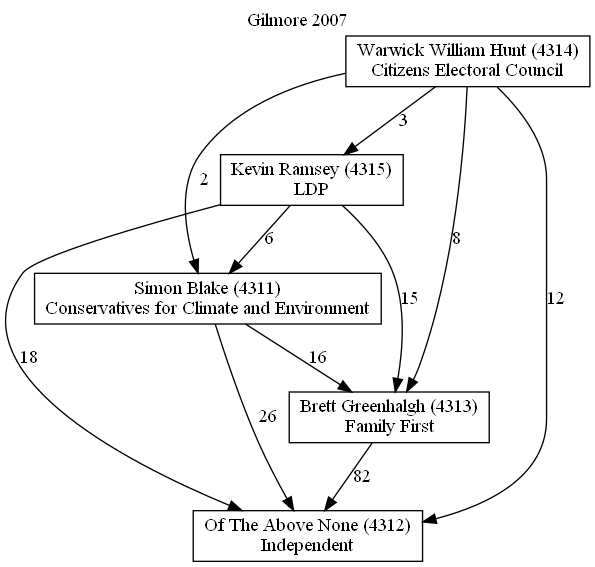 Gilmore 2007
Warwick William Hunt (4314)
Citizens Electoral Council
3
Kevin Ramsey (4315)
LDP
2
6
8
Simon Blake (4311)
Conservatives for Climate and Environment
15
12
18
16
Brett Greenhalgh (4313)
Family First
26
82
Of The Above None (4312)
Independent